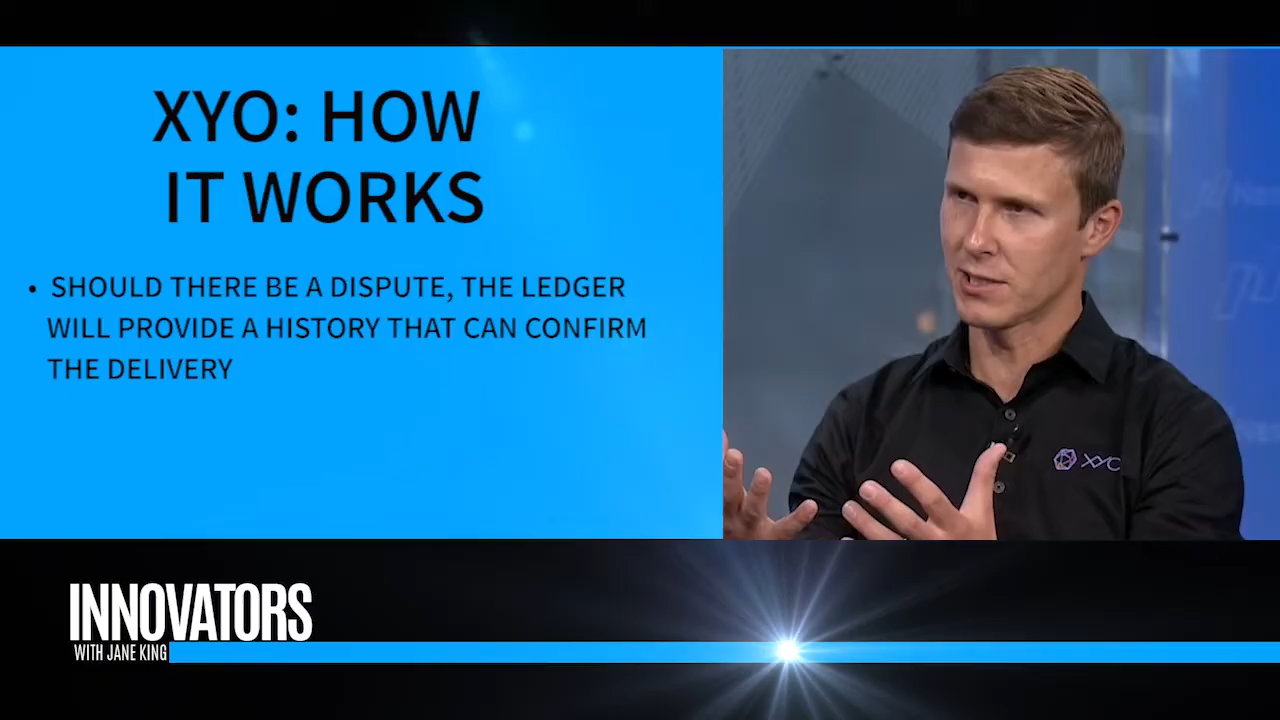 XYO: HOW
IT WORKS
• SHOULD THERE BE A DISPUTE, THE LEDGER
WILL PROVIDE A HISTORY THAT CAN CONFIRM
THE DELIVERY
XYO
INNOVATORS
WITH JANE KING